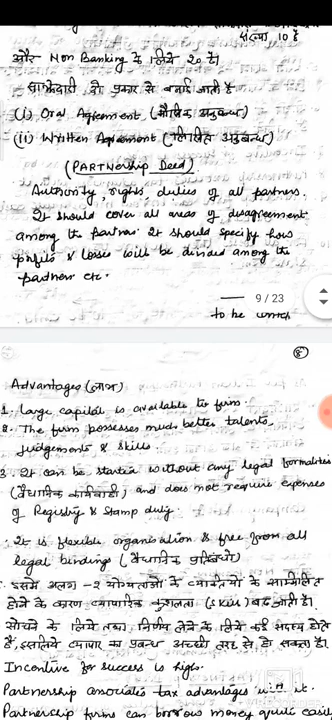 संख्या 10 है
और Non Banking के लिये 20 है।
साझेदारी दो प्रकार से बनाई जाती है
(i) Oral Agreement (मौखिक अनुबन्ध)
(ii) Written Agreement (लिखित अनुबन्ध)
(PARTNERship Deed)
Authority, rights, duties of all partners.
It should cover all areas of disagreement
among the partner It should specify how
profits & losses will be divided among the
partners etc.
9 / 23
to be
8
Advantages (लाभ)
1. Large capital is available to firm.
2. The firm possesses much better talents,
judgements & skills.
3. It can be started without any legal formalities
(वैधानिक कार्यवाही) and does not require expenses
of Registry & Stamp duty.
It is flexible organisation & free from all
legal bindings (वैधानिक प्रतिबंधो)
इसमें अलग-2 योग्यताओं के व्यक्तियों के सम्मिलित
होने के कारण व्यापारिक कुशलता (skill) बढ़ जाती है।
सोचने के लिये तथा निर्णय लेने के लिये कई सदस्य होते
है, इसलिये व्यापार का प्रबन्ध अच्छी तरह से हो सकता है।
Incentive for success is high.
Partnership associates tax advantages with it.
Partnership firms can borrow money quite easil